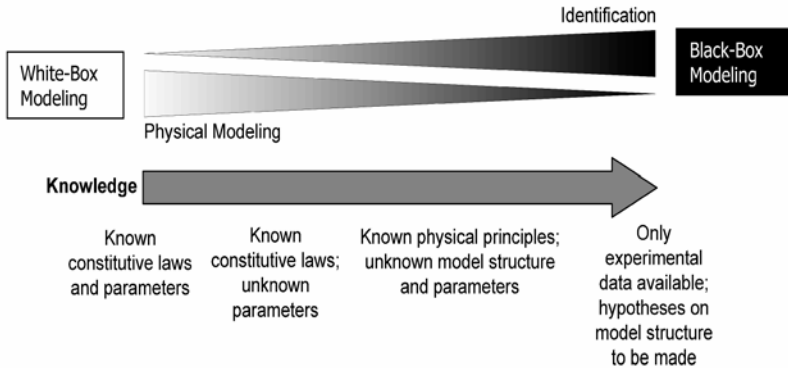 Identification
White-Box
Modeling
Black-Box
Modeling
Physical Modeling
Knowledge
Known
constitutive laws
and parameters
Known
constitutive laws;
unknown
parameters
Known physical principles;
unknown model structure
and parameters
Only
experimental
data available;
hypotheses on
model structure
to be made